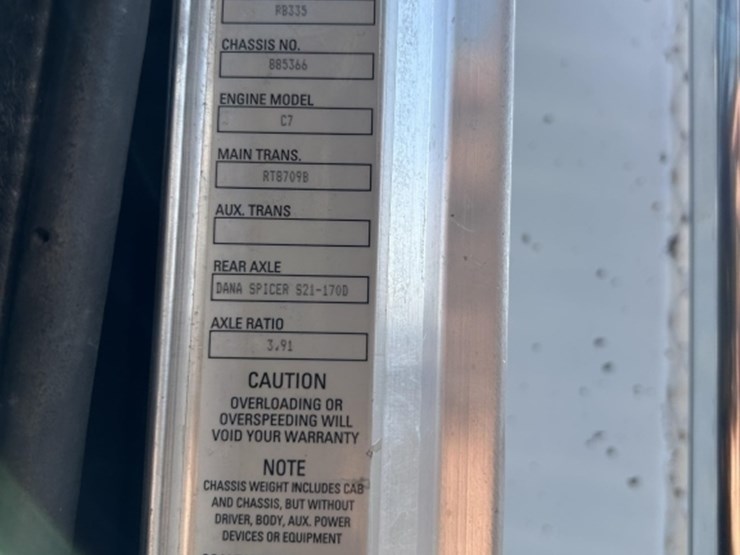 RB335
CHASSIS NO.
885366
ENGINE MODEL
C7
MAIN TRANS.
RT8709B
AUX. TRANS
REAR AXLE
DANA SPICER S21-170D
AXLE RATIO
3.91
CAUTION
OVERLOADING OR
OVERSPEEDING WILL
VOID YOUR WARRANTY
NOTE
CHASSIS WEIGHT INCLUDES CAB
AND CHASSIS, BUT WITHOUT
DRIVER, BODY, AUX. POWER
DEVICES OR EQUIPMENT